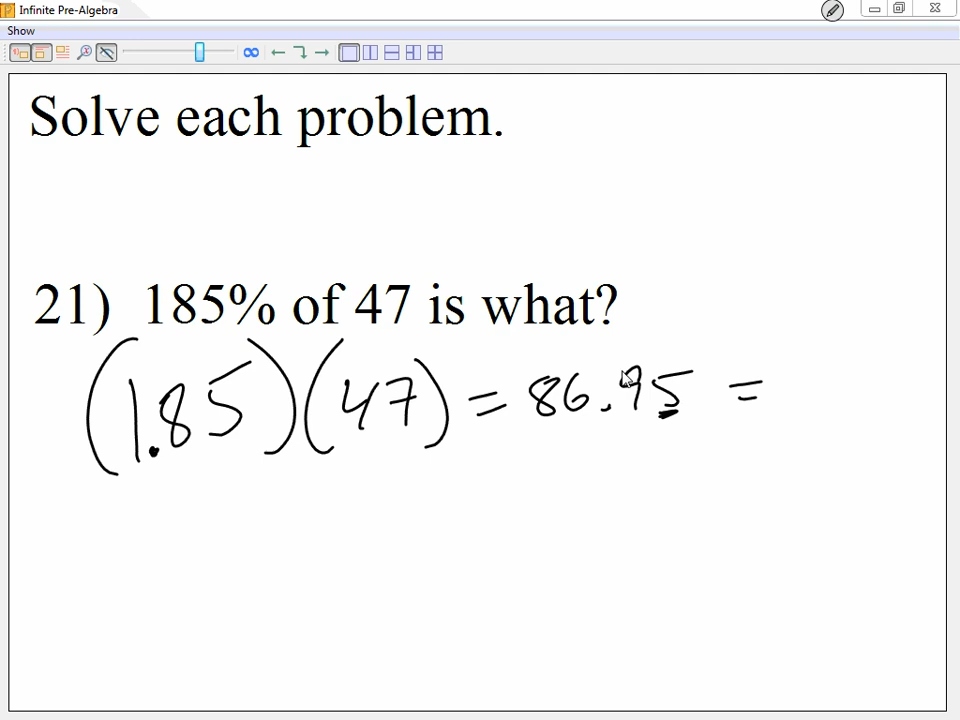 Infinite Pre-Algebra
Show
Solve each problem.
21) 185% of 47 is what?
(1.85)(47) = 86.95 =